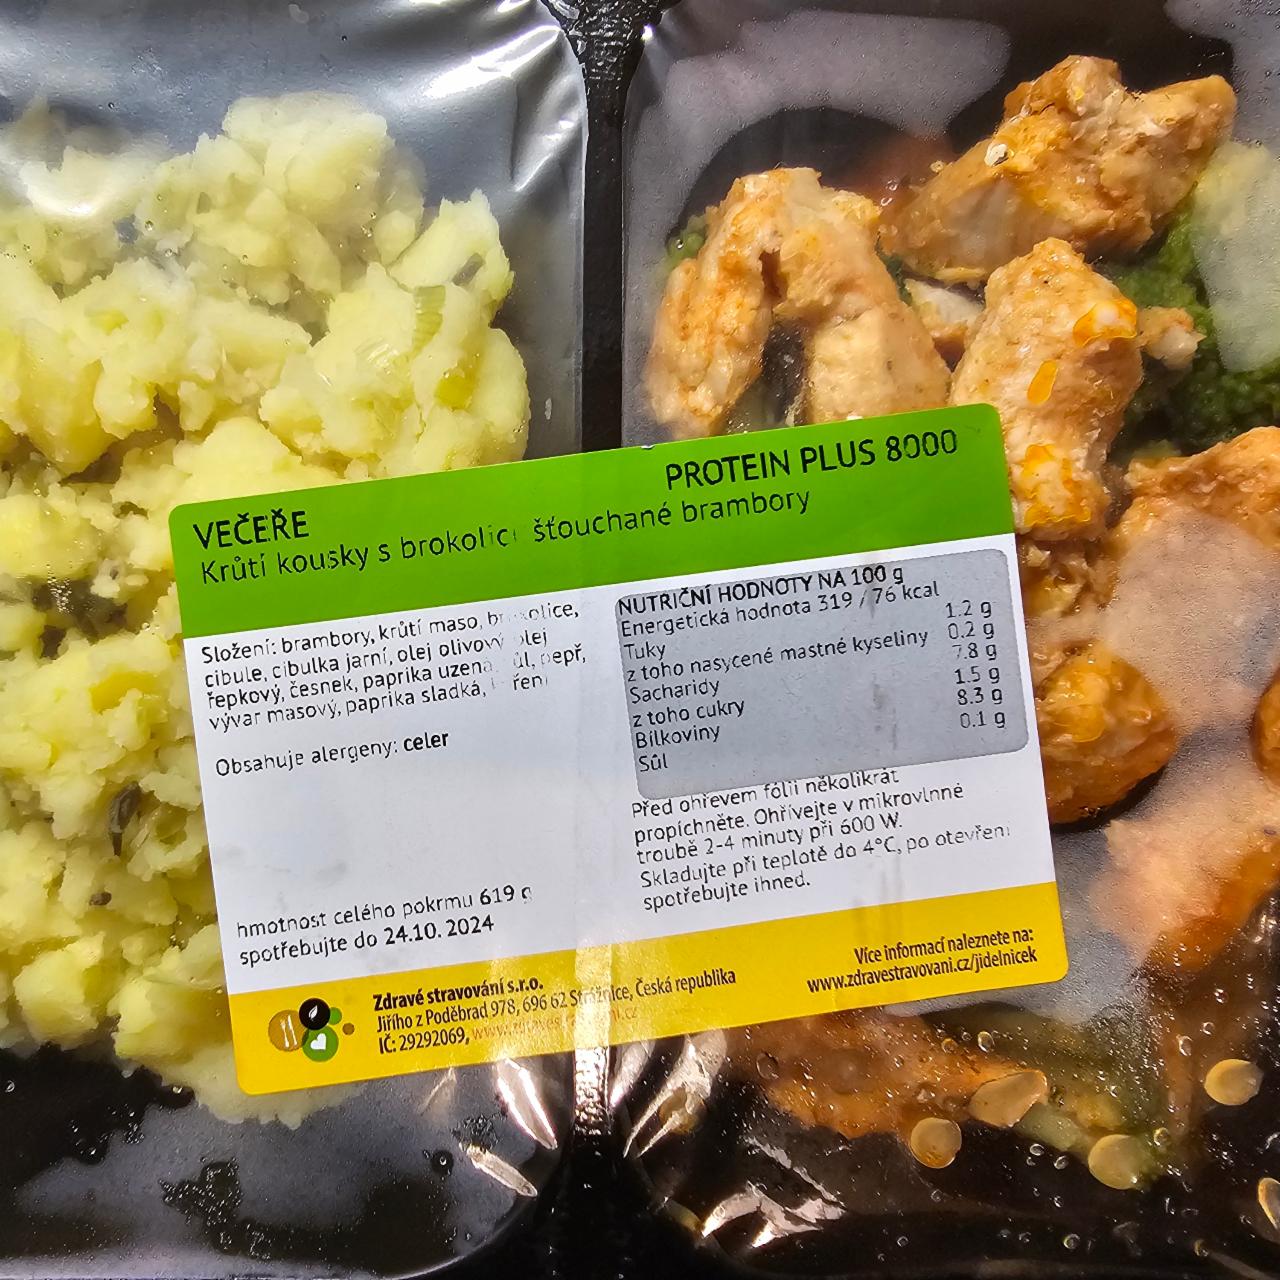 PROTEIN PLUS 8000
VEČEŘE
Krůtí kousky s brokolicí šťouchané brambory
Složení: brambory, krůtí maso, brokolice,
cibule, cibulka jarní, olej olivový olej
řepkový, česnek, paprika uzená, sůl, pepř,
vývar masový, paprika sladká,
Obsahuje alergeny: celer
hmotnost celého pokrmu 619 g
spotřebujte do 24.10. 2024
NUTRIČNÍ HODNOTY NA 100 g
Energetická hodnota 319 / 76 kcal
Tuky 1.2 g
z toho nasycené mastné kyseliny 0.2 g
Sacharidy 7.8 g
z toho cukry 1.5 g
Bílkoviny 8.3 g
Sůl 0.1 g
Před ohřevem fólii několikrát
propíchněte. Ohřívejte v mikrovlnné
troubě 2-4 minuty při 600 W.
Skladujte při teplotě do 4°C, po otevření
spotřebujte ihned.
Zdravé stravování s.r.o.
Jiřího z Poděbrad 978, 696 62 Strážnice, Česká republika
IČ: 29292069,
Více informací naleznete na:
www.zdravestravovani.cz/jidelnicek